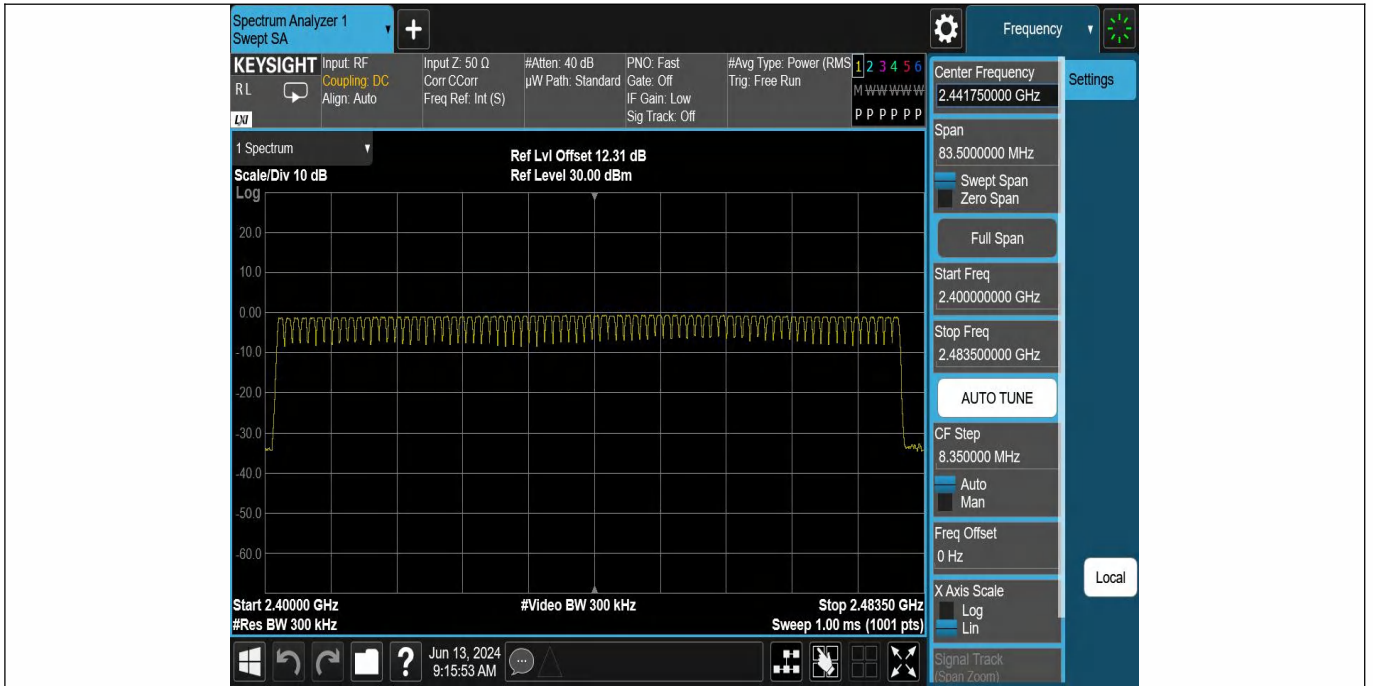 Spectrum Analyzer 1
Swept SA
+
Frequency
KEYSIGHT
RL
LXI
Input: RF
Coupling: DC
Align: Auto
Input Z: 50 Ω
Corr CCorr
Freq Ref: Int (S)
#Atten: 40 dB
µW Path: Standard
PNO: Fast
Gate: Off
IF Gain: Low
Sig Track: Off
#Avg Type: Power (RMS
Trig: Free Run
1 2 3 4 5 6
M W W W W W
P P P P P P
Center Frequency
2.441750000 GHz
Settings
Span
83.5000000 MHz
Swept Span
Zero Span
Full Span
Start Freq
2.400000000 GHz
Stop Freq
2.483500000 GHz
AUTO TUNE
CF Step
8.350000 MHz
Auto
Man
Freq Offset
0 Hz
X Axis Scale
Log
Lin
Signal Track
(Span Zoom)
Local
1 Spectrum
Scale/Div 10 dB
Log
Ref Lvl Offset 12.31 dB
Ref Level 30.00 dBm
20.0
10.0
0.00
-10.0
-20.0
-30.0
-40.0
-50.0
-60.0
Start 2.40000 GHz
#Res BW 300 kHz
#Video BW 300 kHz
Stop 2.48350 GHz
Sweep 1.00 ms (1001 pts)
?
Jun 13, 2024
9:15:53 AM